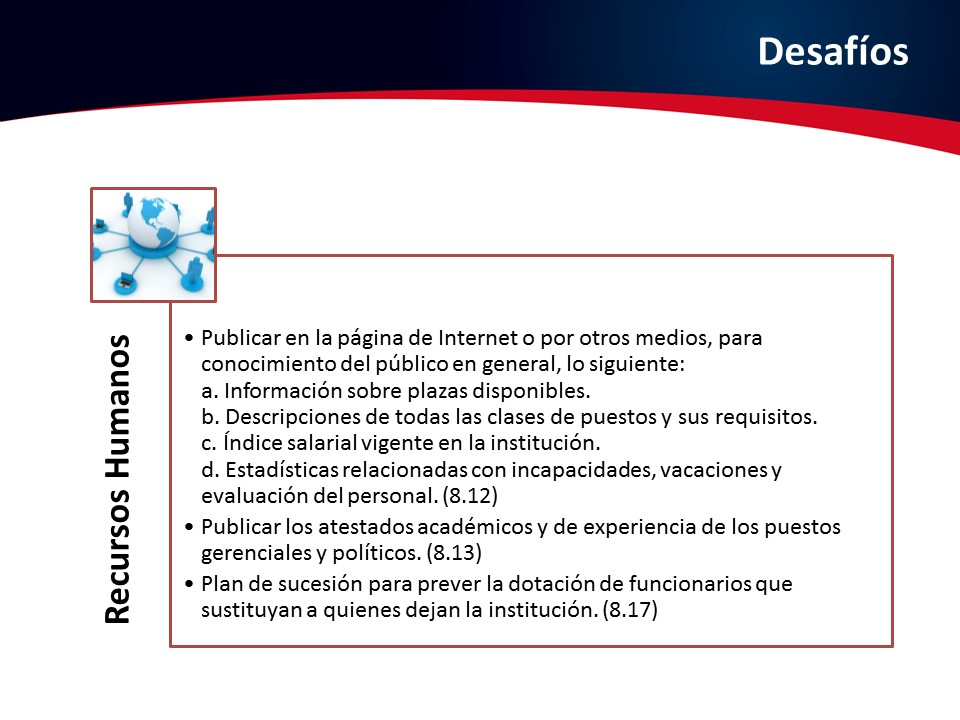 Desafíos
Recursos Humanos
• Publicar en la página de Internet o por otros medios, para
conocimiento del público en general, lo siguiente:
a. Información sobre plazas disponibles.
b. Descripciones de todas las clases de puestos y sus requisitos.
c. Índice salarial vigente en la institución.
d. Estadísticas relacionadas con incapacidades, vacaciones y
evaluación del personal. (8.12)
• Publicar los atestados académicos y de experiencia de los puestos
gerenciales y políticos. (8.13)
• Plan de sucesión para prever la dotación de funcionarios que
sustituyan a quienes dejan la institución. (8.17)